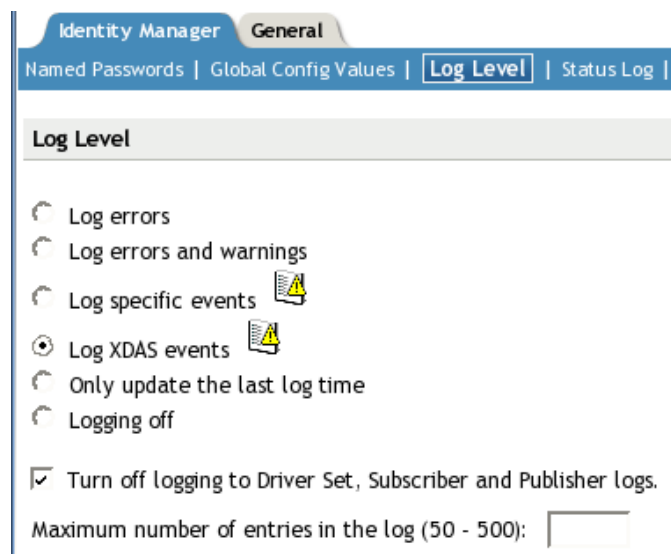 Identity Manager General
Named Passwords | Global Config Values | Log Level | Status Log |
Log Level
Log errors
Log errors and warnings
Log specific events
Log XDAS events
Only update the last log time
Logging off
Turn off logging to Driver Set, Subscriber and Publisher logs.
Maximum number of entries in the log (50 - 500):